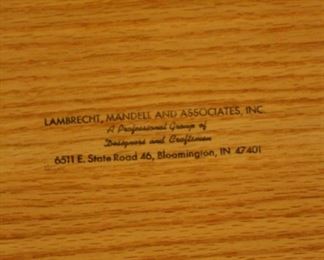 LAMBRECHT, MANDELL AND ASSOCIATES, INC.
A Professional Group of
Designers and Craftsmen
6511 E. State Road 46, Bloomington, IN 47401